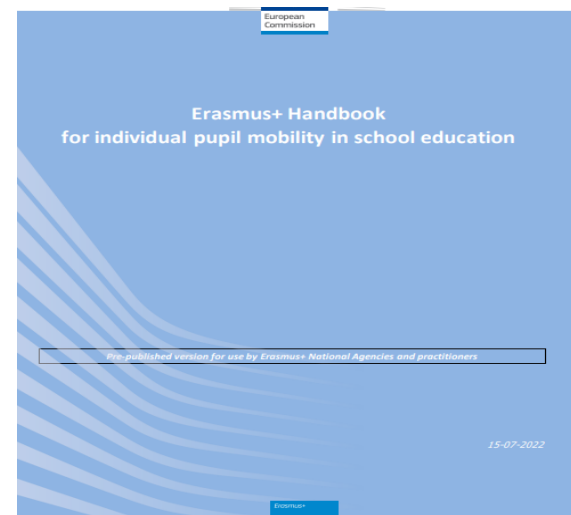 European
Commission
Erasmus+ Handbook
for individual pupil mobility in school education
Pre-published version for use by Erasmus+ National Agencies and practitioners
15-07-2022
Erasmus+